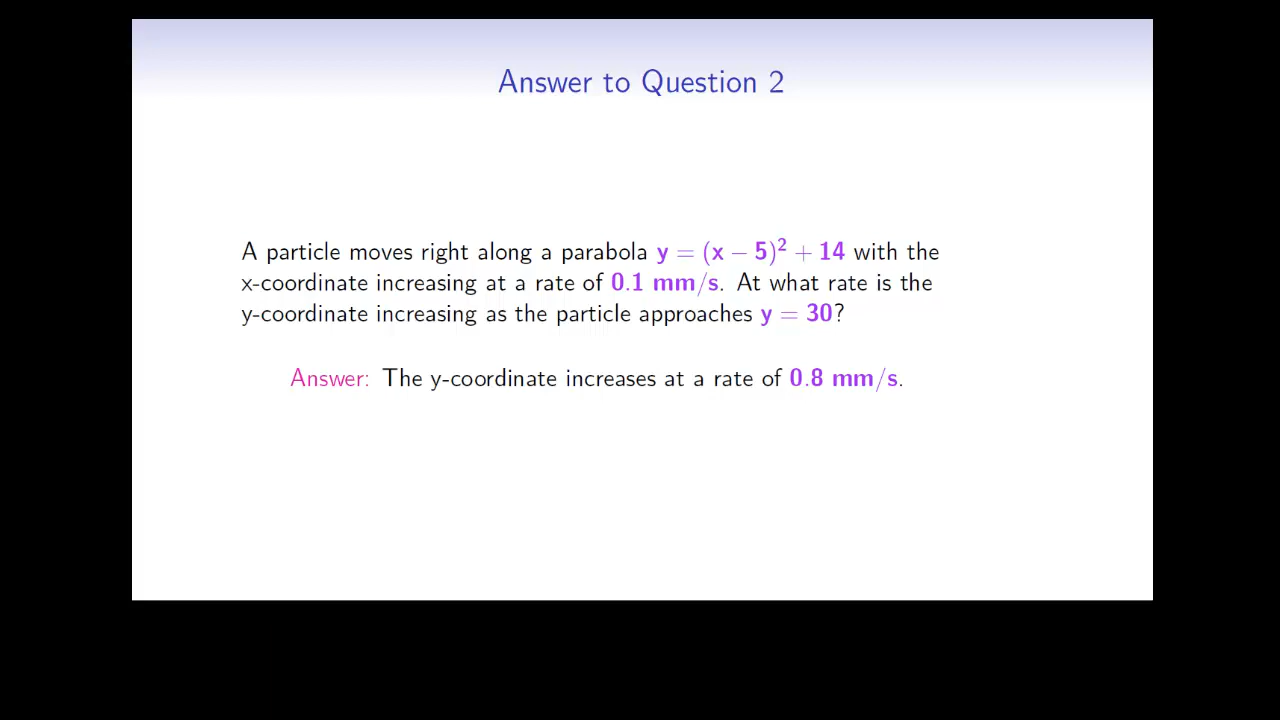 Answer to Question 2
A particle moves right along a parabola y = (x − 5)² + 14 with the
x-coordinate increasing at a rate of 0.1 mm/s. At what rate is the
y-coordinate increasing as the particle approaches y = 30?
Answer: The y-coordinate increases at a rate of 0.8 mm/s.